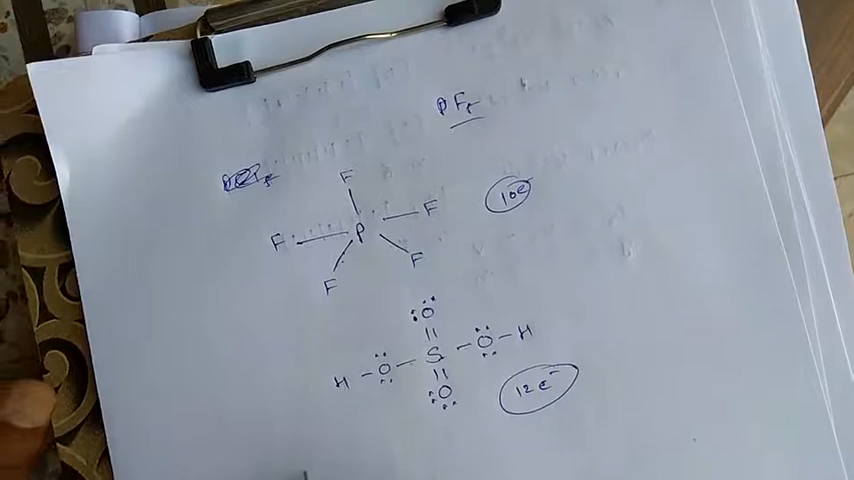 PF₅
F
F P F 10e⁻
F F
:Ö:
||
H - Ö - S - Ö - H
||
:O: 12e⁻